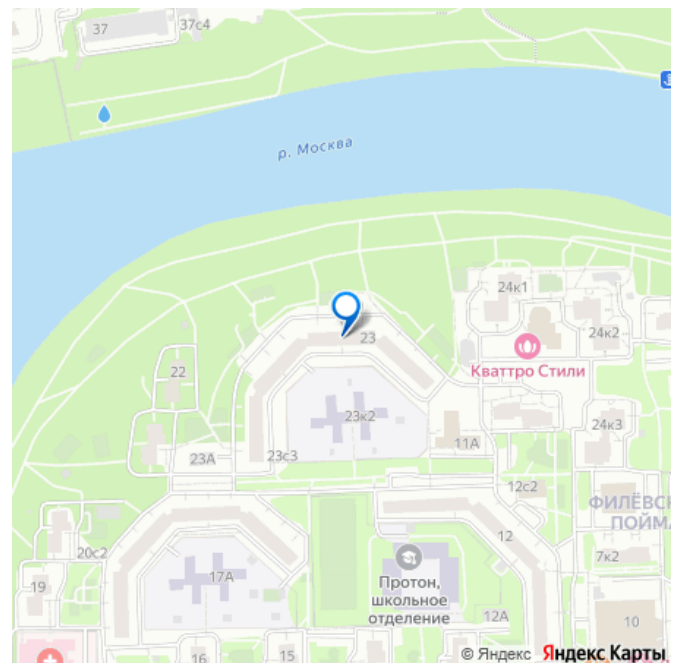 37
37с4
р. Москва
24к1
23
24к2
Кваттро Стили
22
23к2
24к3
11А
23А
23с3
12с2
ФИЛЁВС
ПОЙМА
12
20с2
7к2
17А
Протон,
школьное
отделение
19
12А
10
16
15
© Яндекс Яндекс Карты